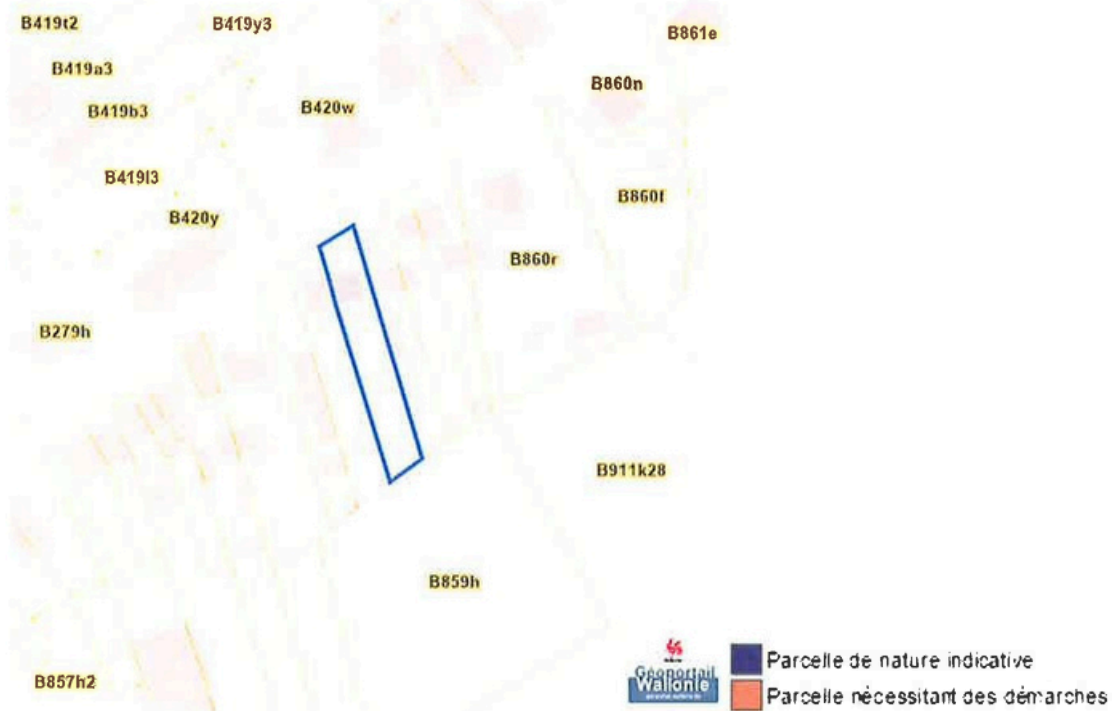 B419t2
B419y3
B861e
B419a3
B860n
B419b3
B420w
B419l3
B860f
B420y
B860r
B279h
B911k28
B859h
B857h2
Géoportail
Wallonie
Parcelle de nature indicative
Parcelle nécessitant des démarches